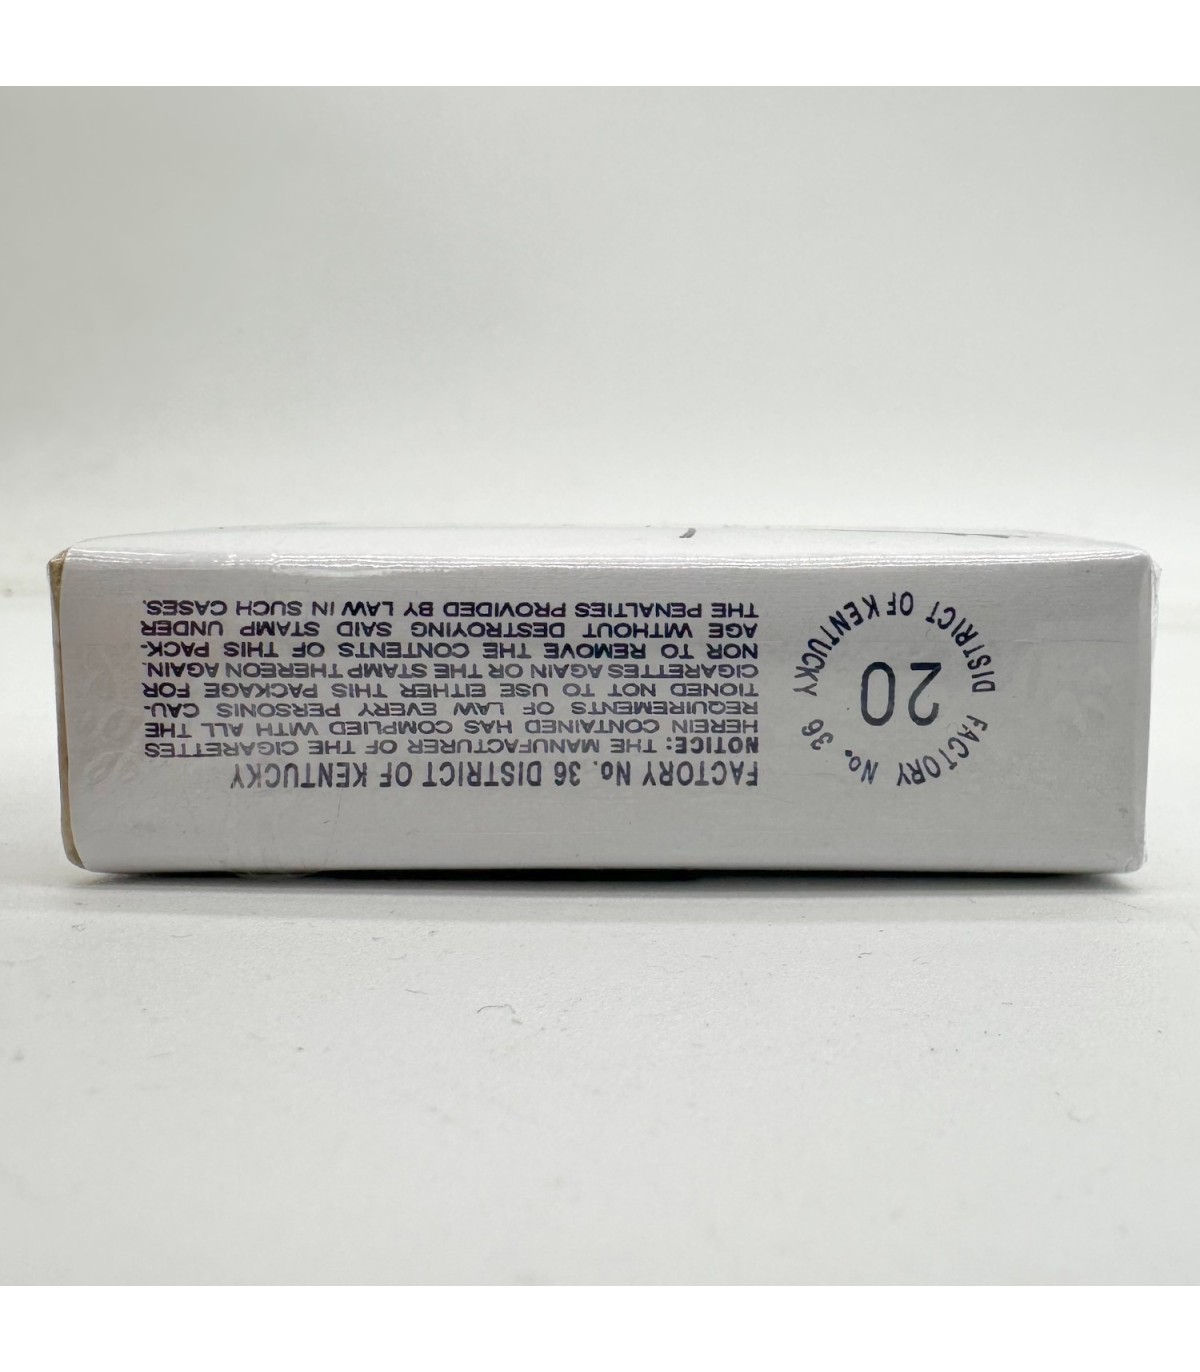 FACTORY No. 36 DISTRICT OF KENTUCKY
NOTICE: THE MANUFACTURER OF THE CIGARETTES
HEREIN CONTAINED HAS COMPLIED WITH ALL THE
REQUIREMENTS OF LAW EVERY PERSONIS CAU-
TIONED NOT TO USE EITHER THIS PACKAGE FOR
CIGARETTES AGAIN OR THE STAMP THEREON AGAIN.
NOR TO REMOVE THE CONTENTS OF THIS PACK-
AGE WITHOUT DESTROYING SAID STAMP UNDER
THE PENALTIES PROVIDED BY LAW IN SUCH CASES.
FACTORY No. 36 DISTRICT OF KENTUCKY
20